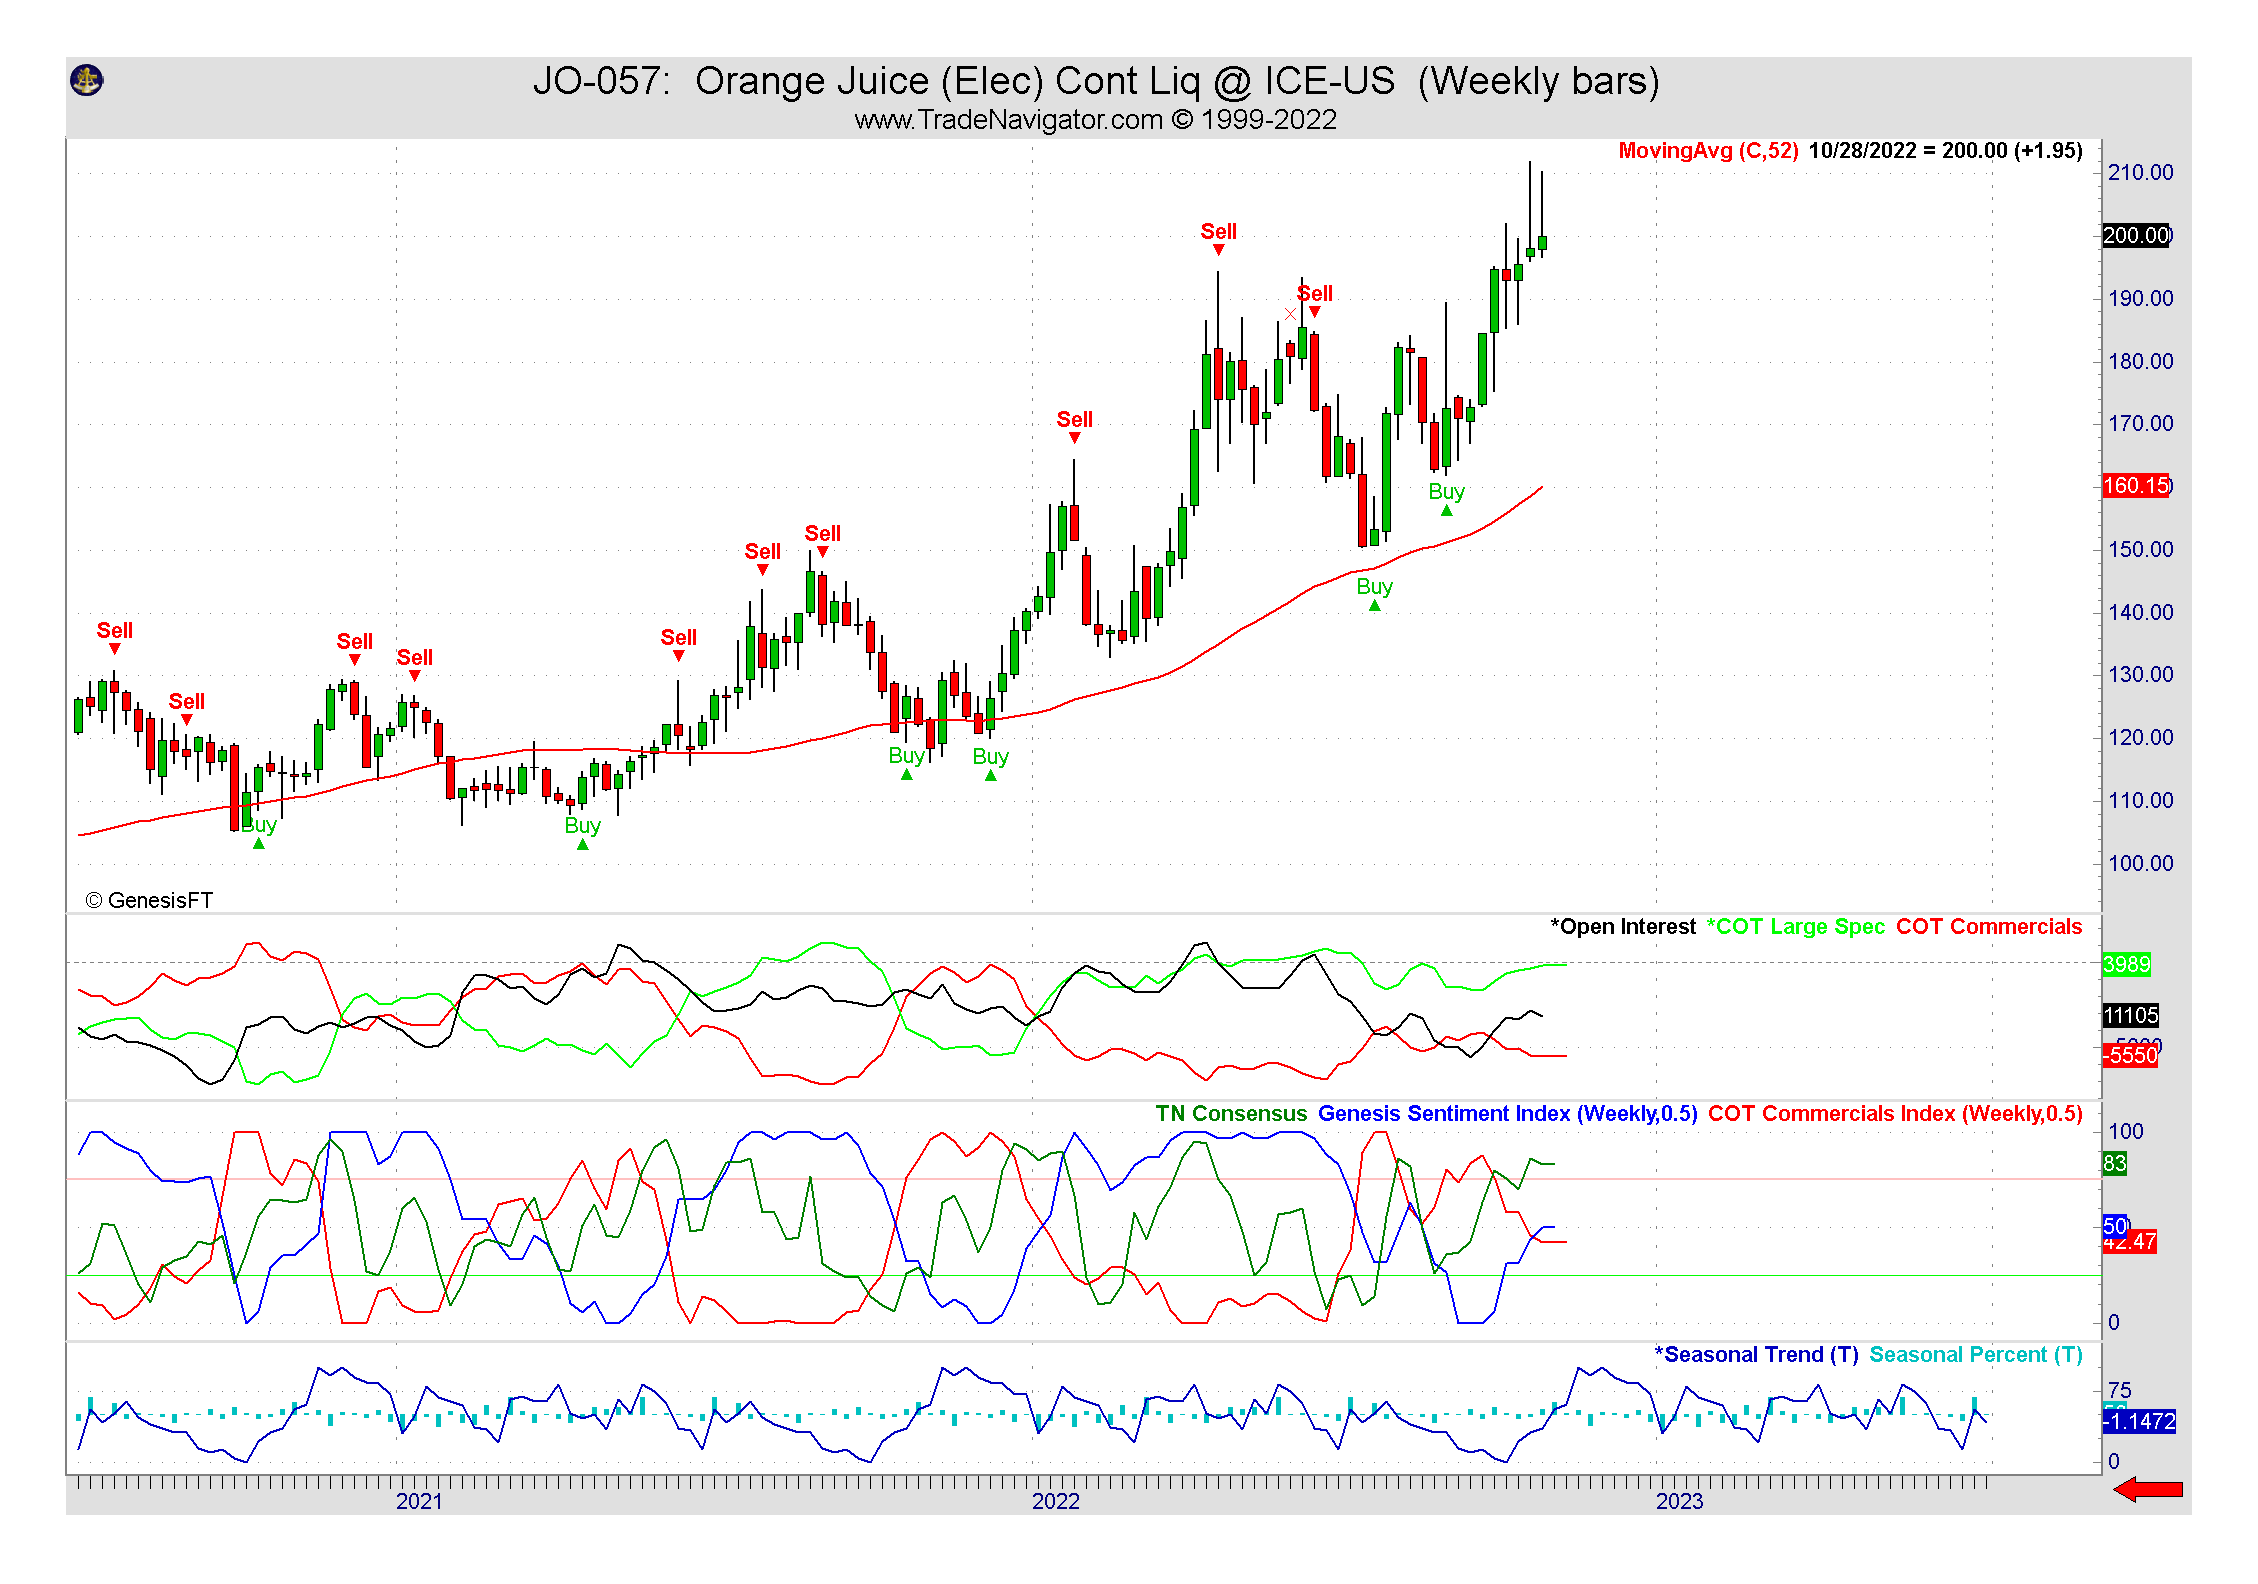 JO-057: Orange Juice (Elec) Cont Liq @ ICE-US (Weekly bars)
www.TradeNavigator.com © 1999-2022
MovingAvg (C,52) 10/28/2022 = 200.00 (+1.95)
210.00
200.00
190.00
180.00
170.00
160.15
150.00
140.00
130.00
120.00
110.00
100.00
Sell
Sell
Sell
Sell
Sell
Sell
Sell
Sell
Sell
Sell
Buy
Buy
Buy
Buy
Buy
Buy
© GenesisFT
*Open Interest *COT Large Spec COT Commercials
3989
11105
-5550
TN Consensus Genesis Sentiment Index (Weekly,0.5) COT Commercials Index (Weekly,0.5)
100
83
50
42.47
0
*Seasonal Trend (T) Seasonal Percent (T)
75
-1.1472
0
2021 2022 2023